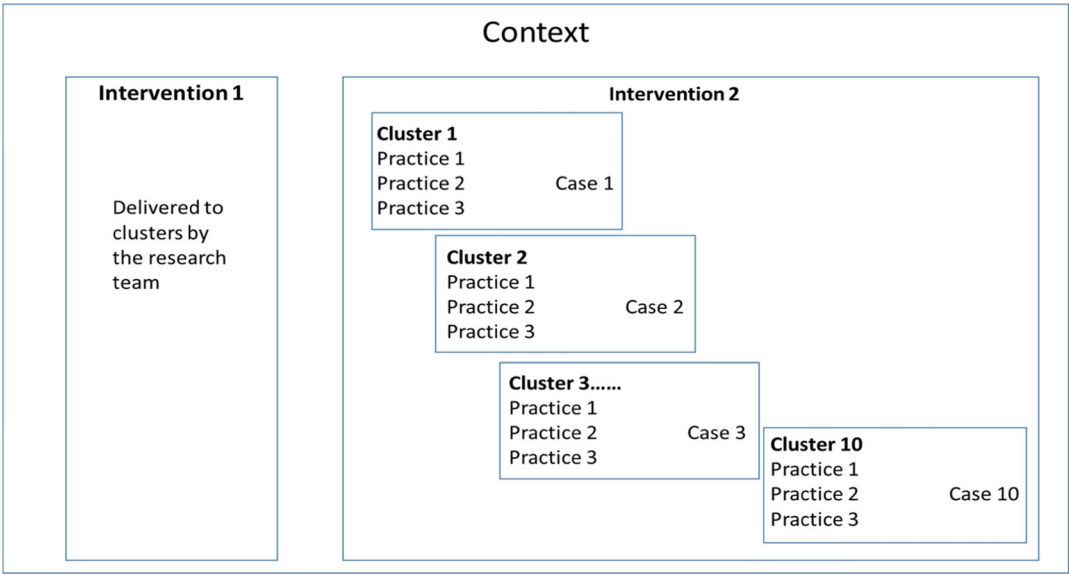 Context
Intervention 1
Delivered to
clusters by
the research
team
Intervention 2
Cluster 1
Practice 1
Practice 2 Case 1
Practice 3
Cluster 2
Practice 1
Practice 2 Case 2
Practice 3
Cluster 3......
Practice 1
Practice 2 Case 3
Practice 3
Cluster 10
Practice 1
Practice 2 Case 10
Practice 3